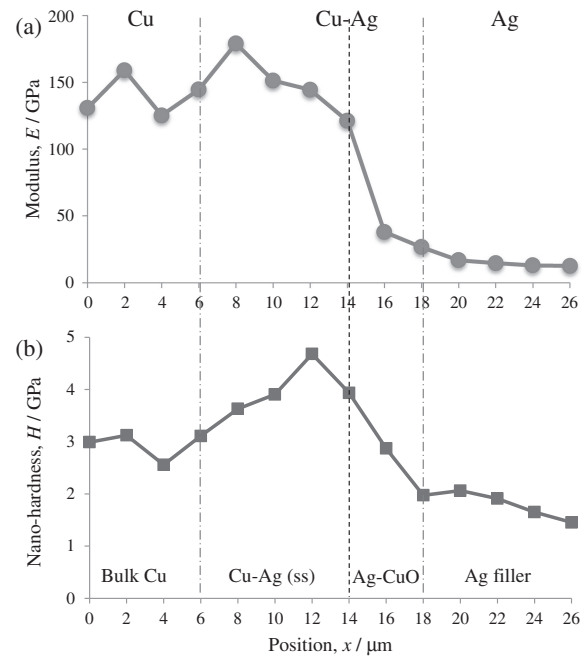 (a)
Cu
Cu-Ag
Ag
200
150
100
50
0
Modulus, E / GPa
0 2 4 6 8 10 12 14 16 18 20 22 24 26
(b)
5
4
3
2
1
0
Nano-hardness, H / GPa
Bulk Cu
Cu-Ag (ss)
Ag-CuO
Ag filler
0 2 4 6 8 10 12 14 16 18 20 22 24 26
Position, x / μm